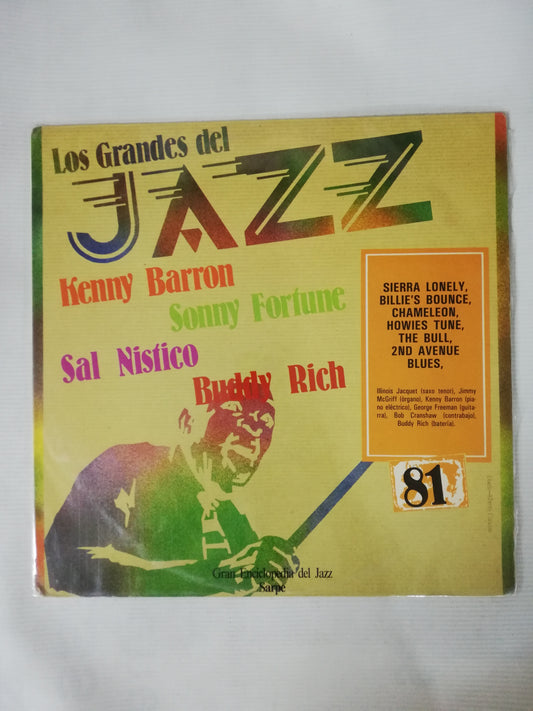 Los Grandes del
JAZZ
Kenny Barron
Sonny Fortune
Sal Nistico
Buddy Rich
SIERRA LONELY,
BILLIE'S BOUNCE,
CHAMELEON,
HOWIES TUNE,
THE BULL,
2ND AVENUE
BLUES,
Illinois Jacquet (saxo tenor), Jimmy
McGriff (órgano), Kenny Barron (pia-
no eléctrico), George Freeman (guita-
rra), Bob Cranshaw (contrabajo),
Buddy Rich (batería).
81
Gran Enciclopedia del Jazz
Sarpe